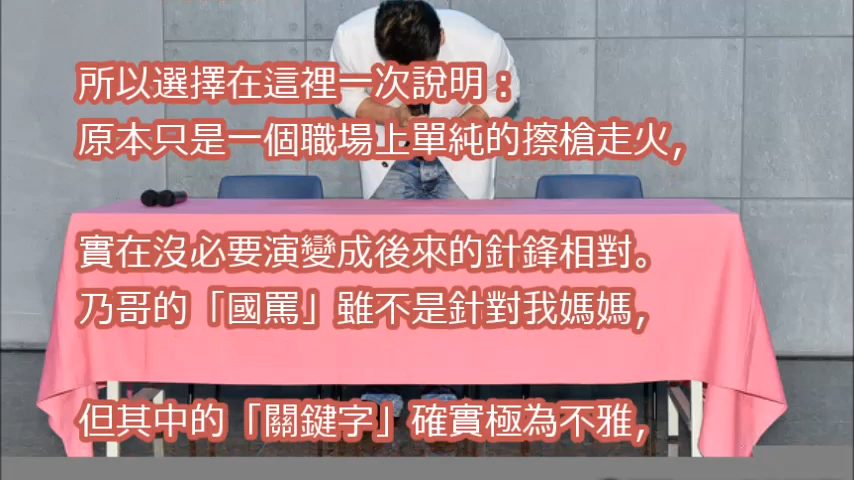 所以選擇在這裡一次說明：
原本只是一個職場上單純的擦槍走火，
實在沒必要演變成後來的針鋒相對。
乃哥的「國罵」雖不是針對我媽媽，
但其中的「關鍵字」確實極為不雅，